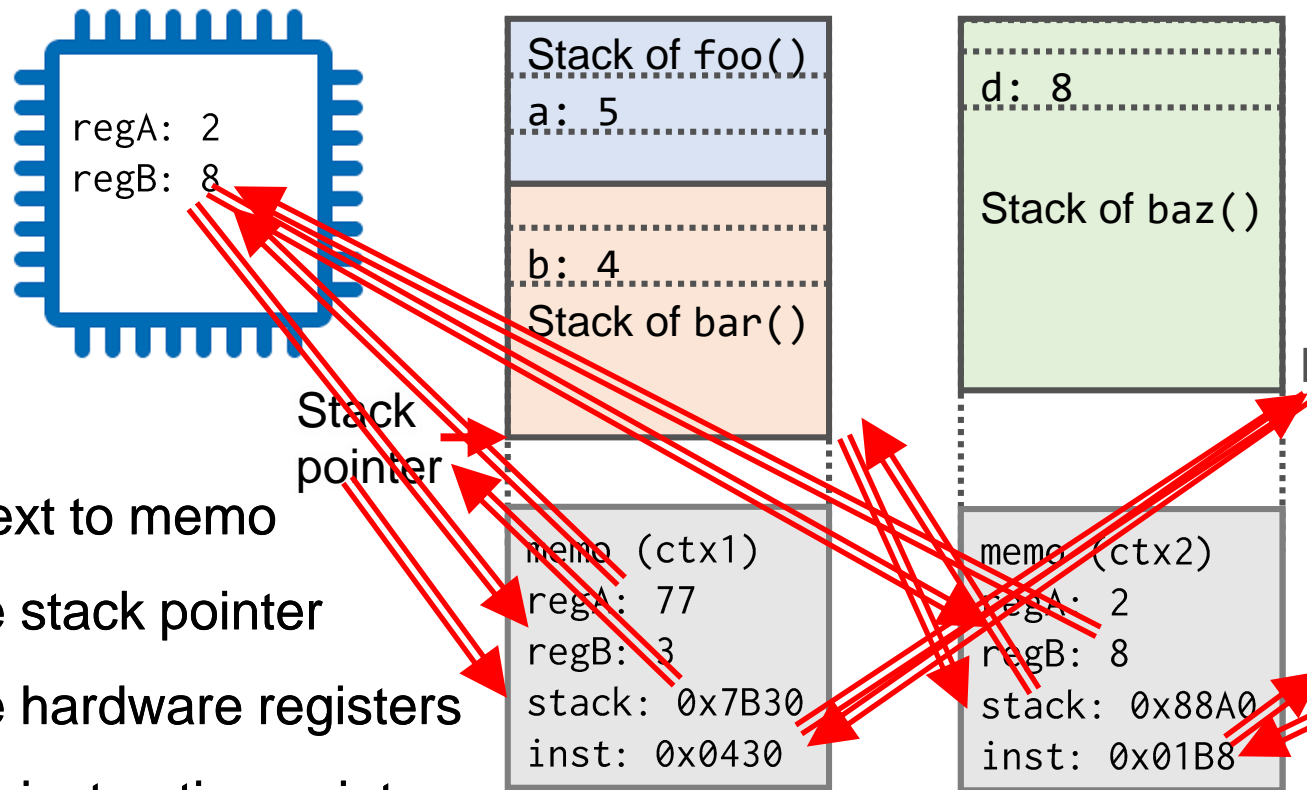 regA: 2
regB: 8
Stack of foo()
a: 5
b: 4
Stack of bar()
d: 8
Stack of baz()
Stack
pointer
to memo
stack pointer
hardware registers
memo (ctx1)
regA: 77
regB: 3
stack: 0x7B30
inst: 0x0430
memo (ctx2)
regA: 2
regB: 8
stack: 0x88A0
inst: 0x01B8